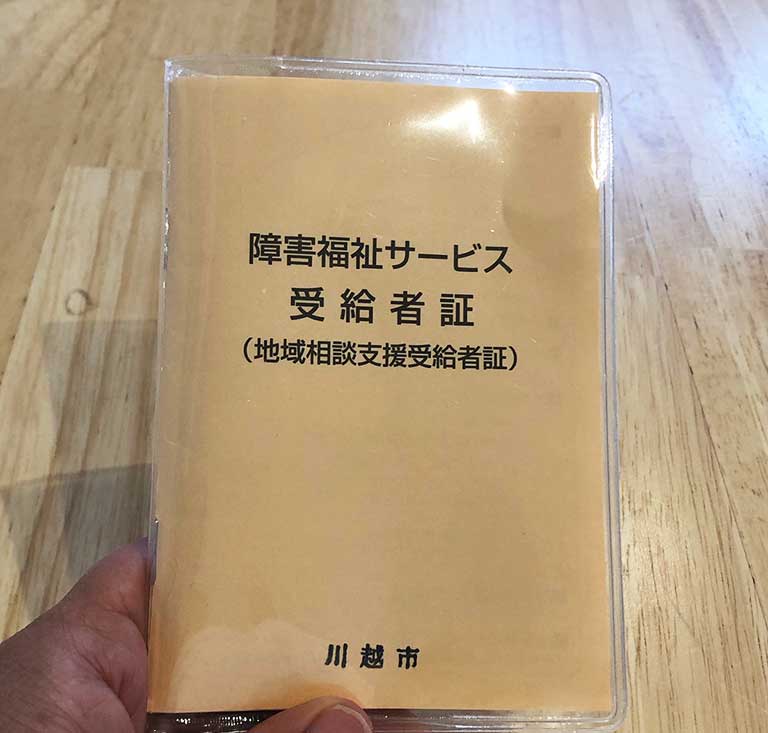 障害福祉サービス
受給者証
（地域相談支援受給者証）
川越市